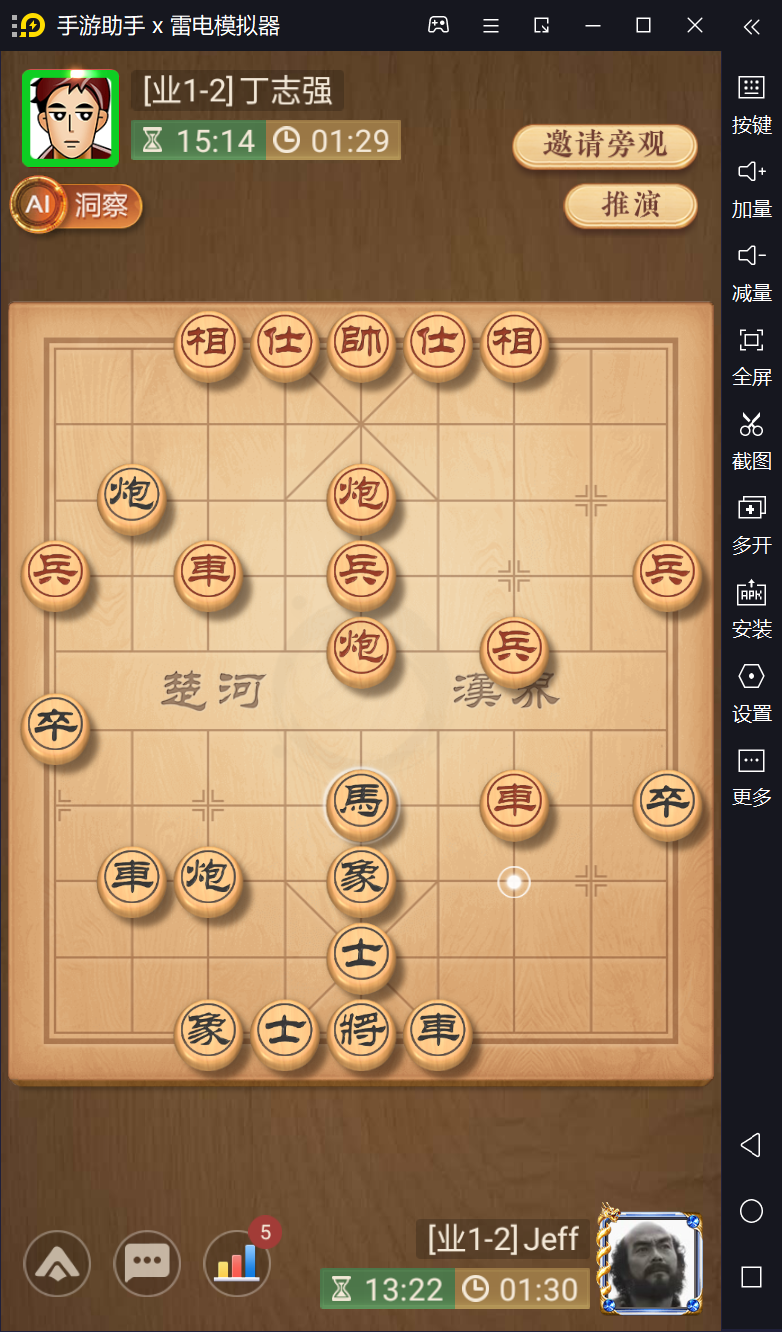 手游助手 x 雷电模拟器
[业1-2] 丁志强
15:14 01:29
邀请旁观
AI 洞察
推演
相 仕 帥 仕 相
炮 炮
兵 車 兵 兵
炮 兵
楚河 漢界
卒
馬 車 卒
車 炮 象
士
象 士 將 車
5
[业1-2] Jeff
13:22 01:30
按键
加量
减量
全屏
截图
多开
APK
安装
设置
更多